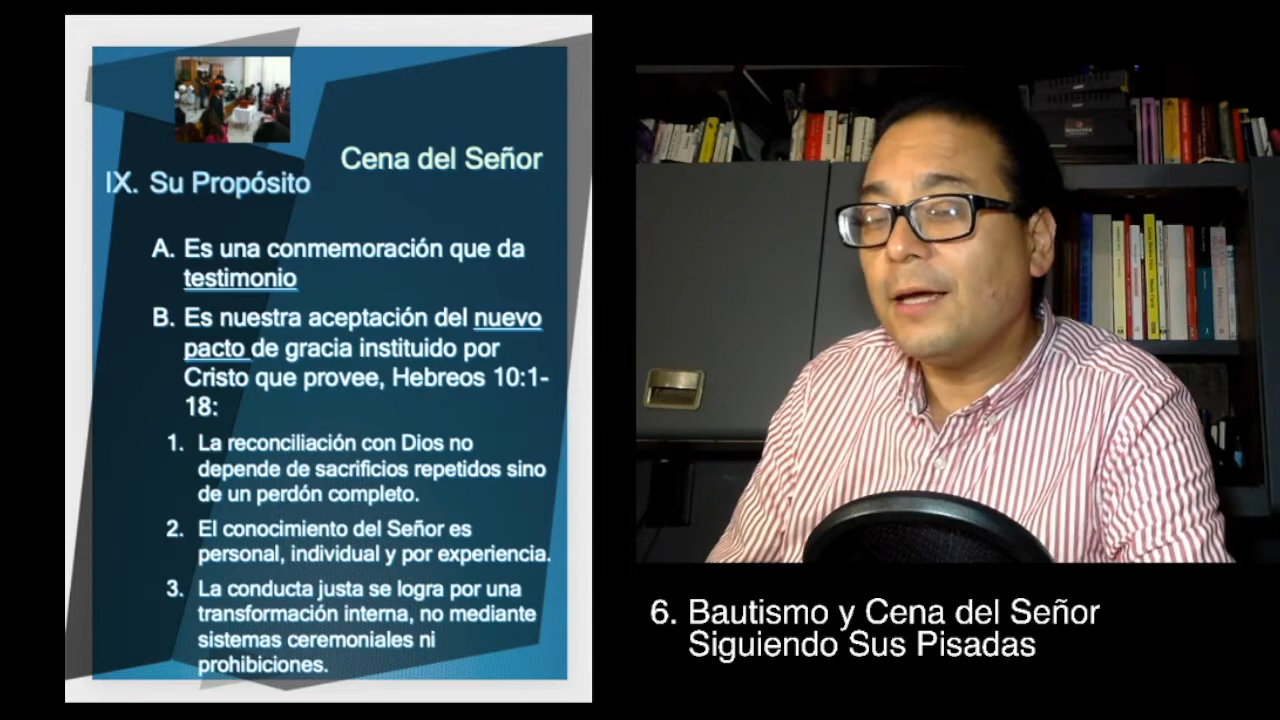 Cena del Señor
IX. Su Propósito
A. Es una conmemoración que da
testimonio
B. Es nuestra aceptación del nuevo
pacto de gracia instituido por
Cristo que provee, Hebreos 10:1-
18:
1. La reconciliación con Dios no
depende de sacrificios repetidos sino
de un perdón completo.
2. El conocimiento del Señor es
personal, individual y por experiencia.
3. La conducta justa se logra por una
transformación interna, no mediante
sistemas ceremoniales ni
prohibiciones.
6. Bautismo y Cena del Señor
Siguiendo Sus Pisadas